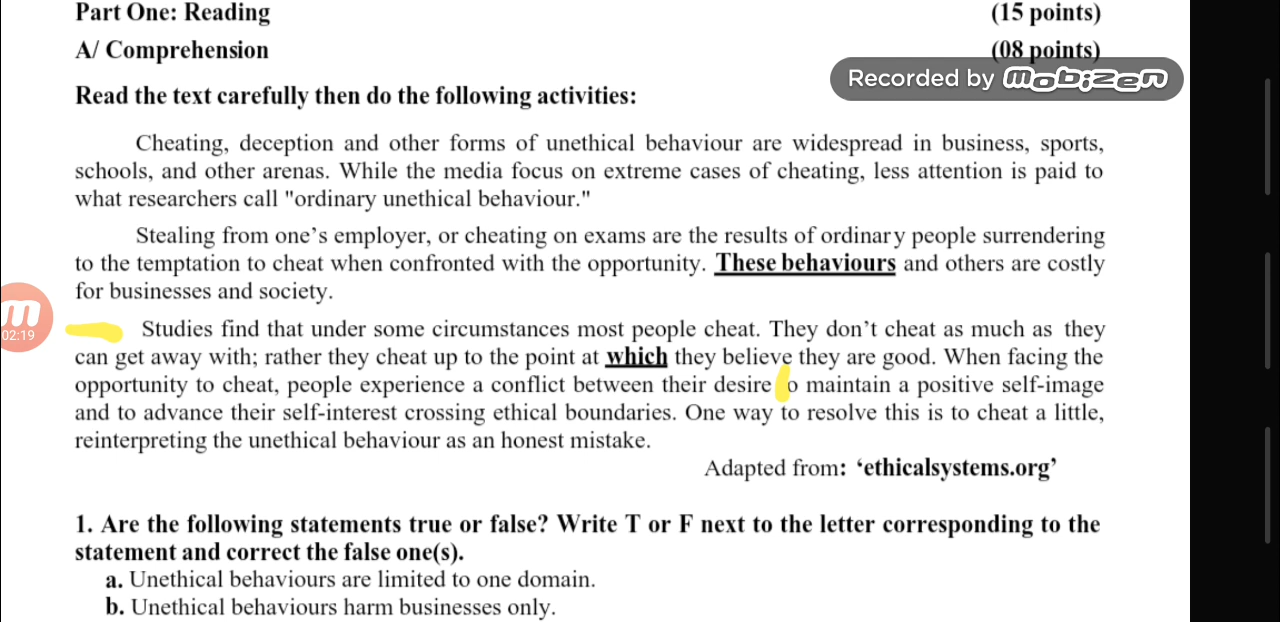 Part One: Reading (15 points)
A/ Comprehension (08 points)
Recorded by mobizen
Read the text carefully then do the following activities:
Cheating, deception and other forms of unethical behaviour are widespread in business, sports,
schools, and other arenas. While the media focus on extreme cases of cheating, less attention is paid to
what researchers call "ordinary unethical behaviour."
Stealing from one’s employer, or cheating on exams are the results of ordinary people surrendering
to the temptation to cheat when confronted with the opportunity. These behaviours and others are costly
for businesses and society.
02:19
Studies find that under some circumstances most people cheat. They don’t cheat as much as they
can get away with; rather they cheat up to the point at which they believe they are good. When facing the
opportunity to cheat, people experience a conflict between their desire o maintain a positive self-image
and to advance their self-interest crossing ethical boundaries. One way to resolve this is to cheat a little,
reinterpreting the unethical behaviour as an honest mistake.
Adapted from: ‘ethicalsystems.org’
1. Are the following statements true or false? Write T or F next to the letter corresponding to the
statement and correct the false one(s).
a. Unethical behaviours are limited to one domain.
b. Unethical behaviours harm businesses only.